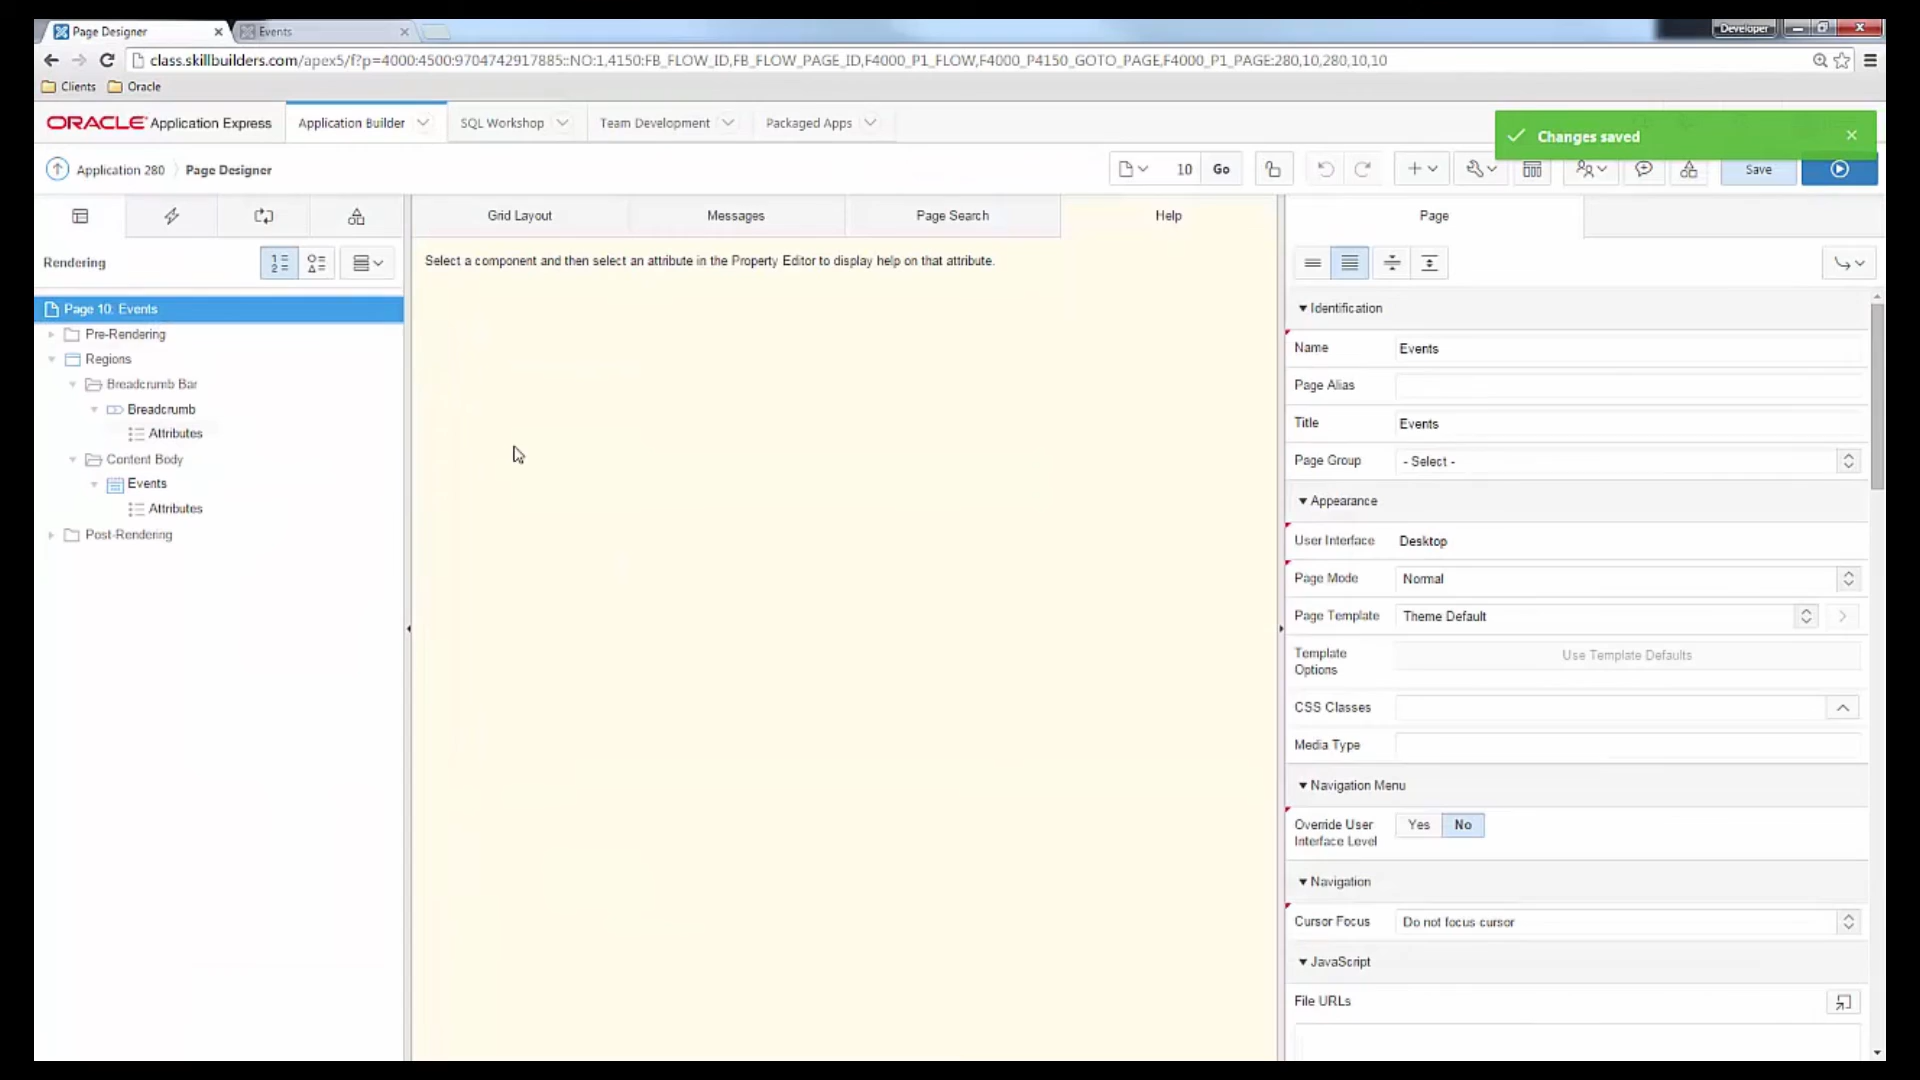 Page Designer
Events
Developer
class.skillbuilders.com/apex5/f?p=4000:4500:9704742917885::NO:1,4150:FB_FLOW_ID,FB_FLOW_PAGE_ID,F4000_P1_FLOW,F4000_P4150_GOTO_PAGE,F4000_P1_PAGE:280,10,280,10,10
Clients
Oracle
ORACLE Application Express
Application Builder
SQL Workshop
Team Development
Packaged Apps
Changes saved
Application 280
Page Designer
10
Go
Save
Grid Layout
Messages
Page Search
Help
Page
Rendering
Select a component and then select an attribute in the Property Editor to display help on that attribute.
Page 10: Events
Pre-Rendering
Regions
Breadcrumb Bar
Breadcrumb
Attributes
Content Body
Events
Attributes
Post-Rendering
Identification
Name
Events
Page Alias
Title
Events
Page Group
- Select -
Appearance
User Interface
Desktop
Page Mode
Normal
Page Template
Theme Default
Template
Options
Use Template Defaults
CSS Classes
Media Type
Navigation Menu
Override User
Interface Level
Yes
No
Navigation
Cursor Focus
Do not focus cursor
JavaScript
File URLs